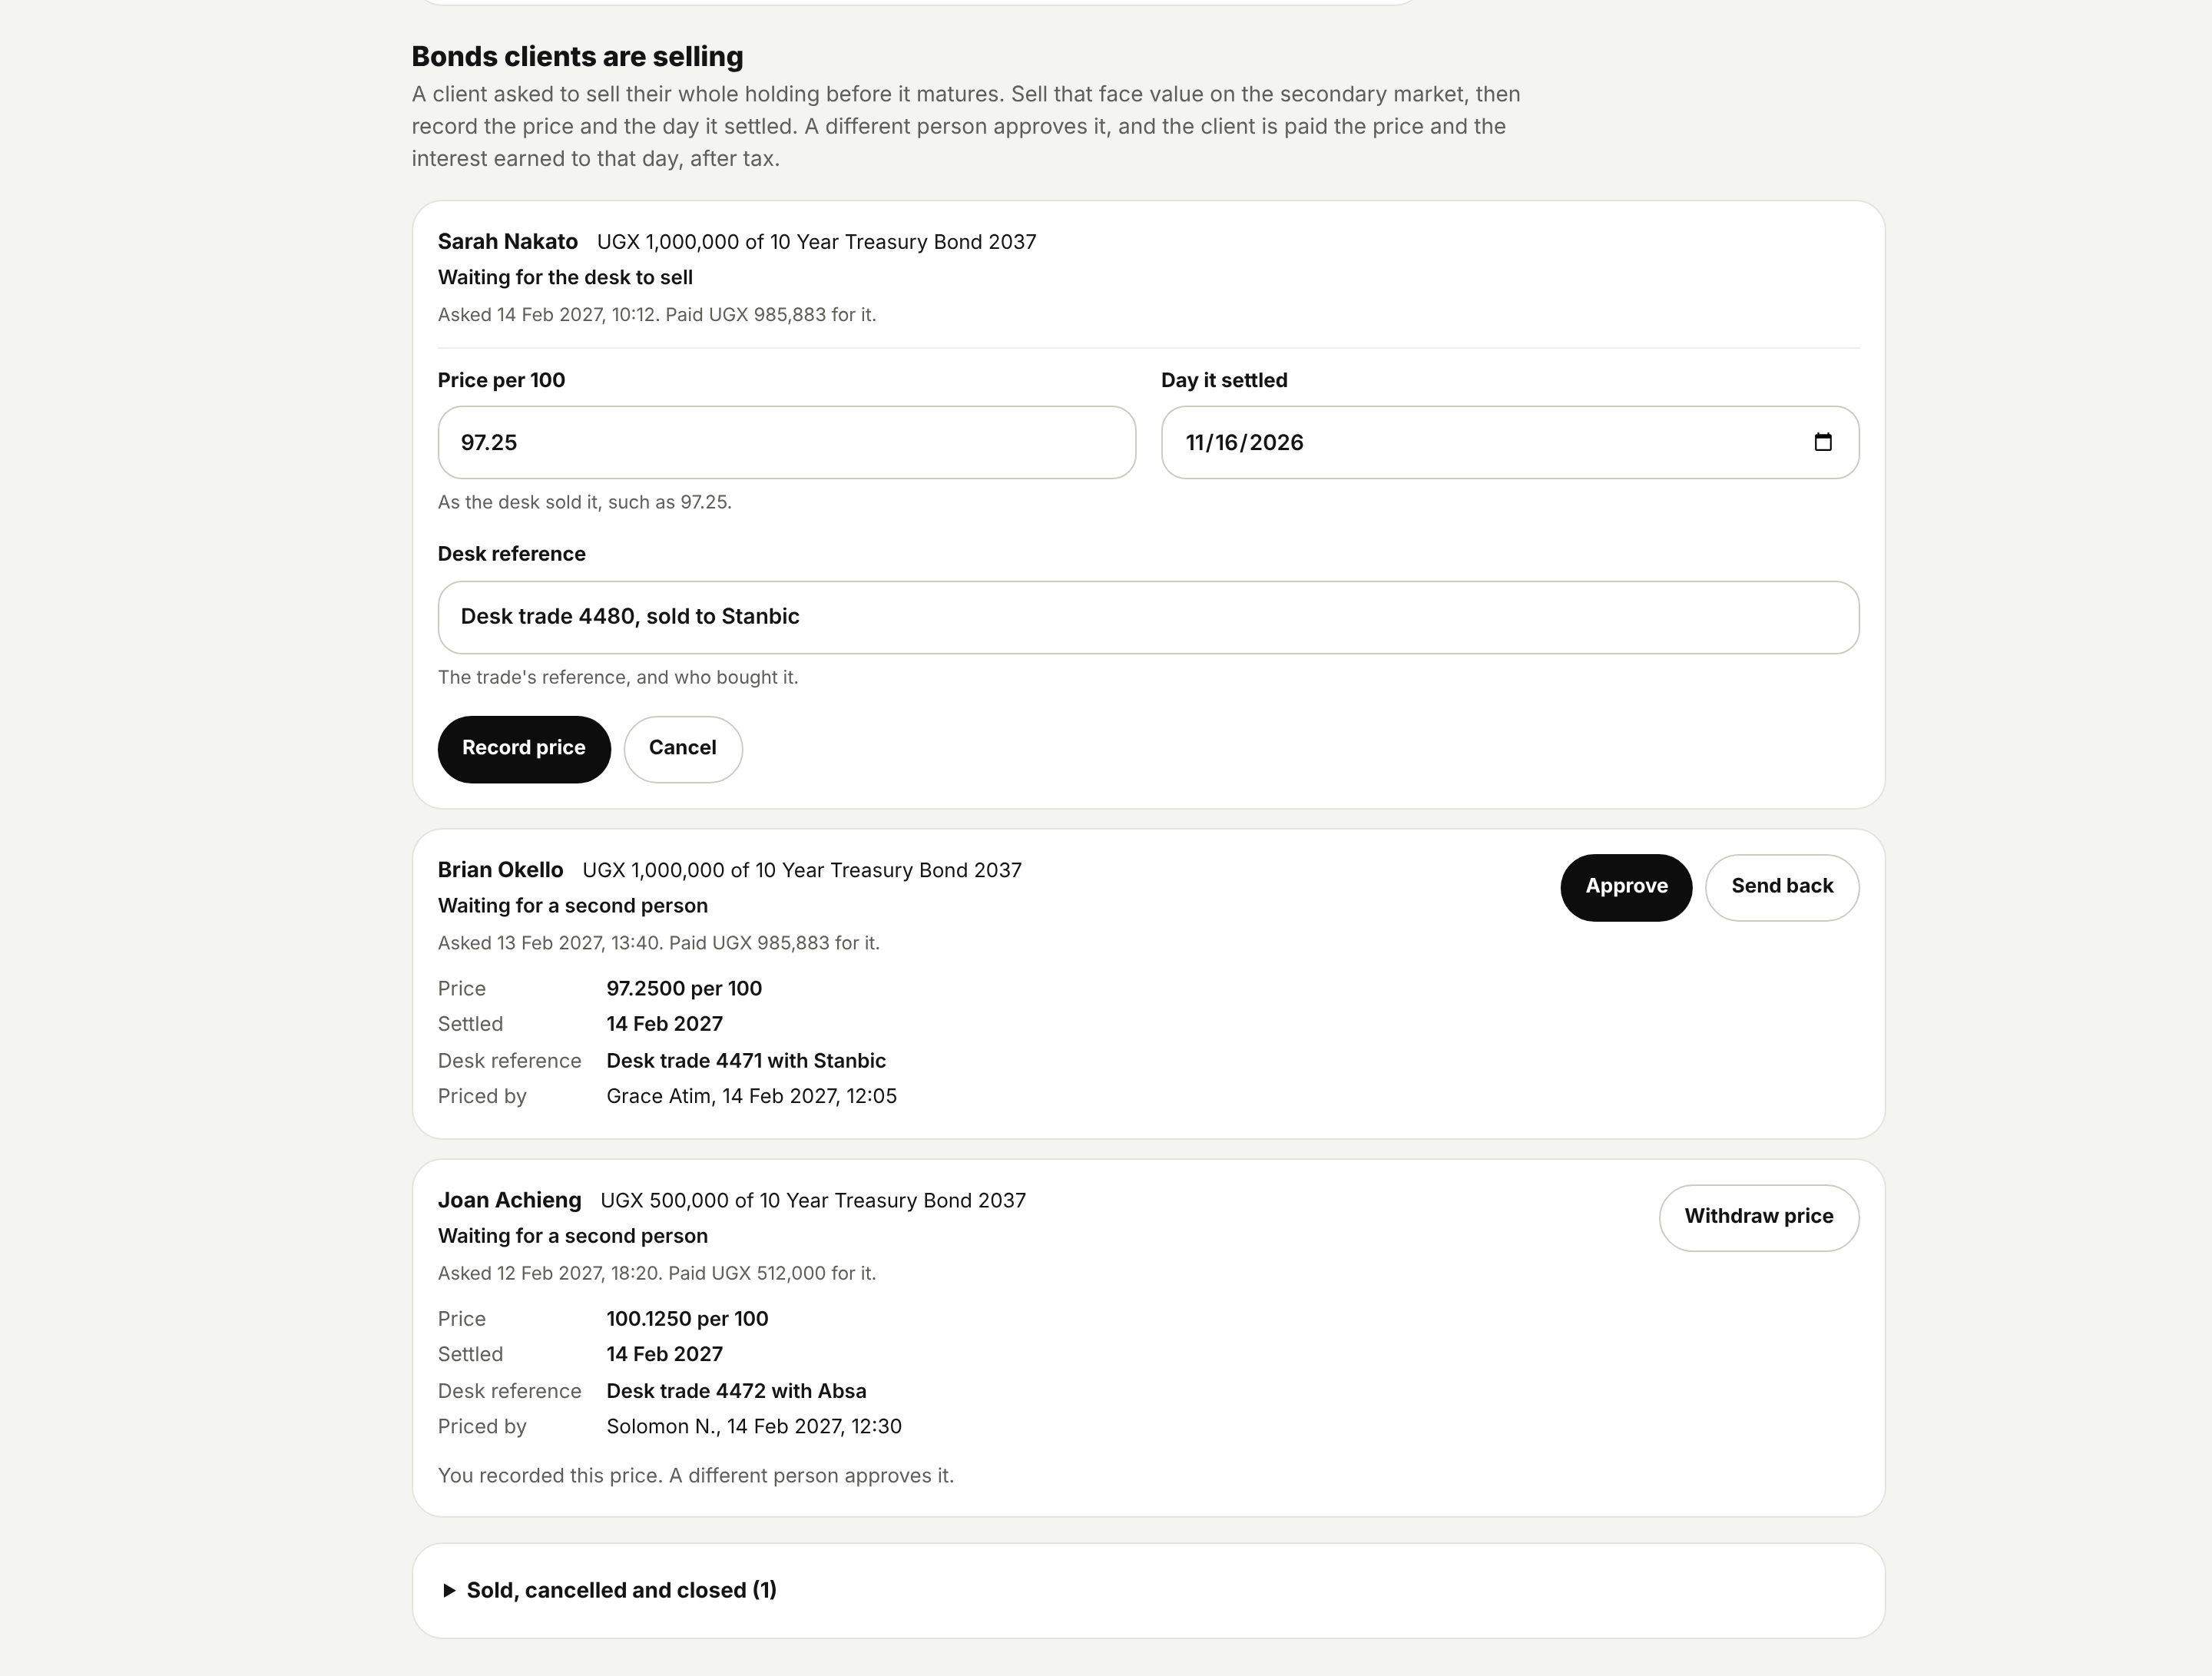 Bonds clients are selling
A client asked to sell their whole holding before it matures. Sell that face value on the secondary market, then
record the price and the day it settled. A different person approves it, and the client is paid the price and the
interest earned to that day, after tax.
Sarah Nakato UGX 1,000,000 of 10 Year Treasury Bond 2037
Waiting for the desk to sell
Asked 14 Feb 2027, 10:12. Paid UGX 985,883 for it.
Price per 100
Day it settled
97.25
11/16/2026
As the desk sold it, such as 97.25.
Desk reference
Desk trade 4480, sold to Stanbic
The trade's reference, and who bought it.
Record price
Cancel
Brian Okello UGX 1,000,000 of 10 Year Treasury Bond 2037
Approve
Send back
Waiting for a second person
Asked 13 Feb 2027, 13:40. Paid UGX 985,883 for it.
Price 97.2500 per 100
Settled 14 Feb 2027
Desk reference Desk trade 4471 with Stanbic
Priced by Grace Atim, 14 Feb 2027, 12:05
Joan Achieng UGX 500,000 of 10 Year Treasury Bond 2037
Withdraw price
Waiting for a second person
Asked 12 Feb 2027, 18:20. Paid UGX 512,000 for it.
Price 100.1250 per 100
Settled 14 Feb 2027
Desk reference Desk trade 4472 with Absa
Priced by Solomon N., 14 Feb 2027, 12:30
You recorded this price. A different person approves it.
Sold, cancelled and closed (1)